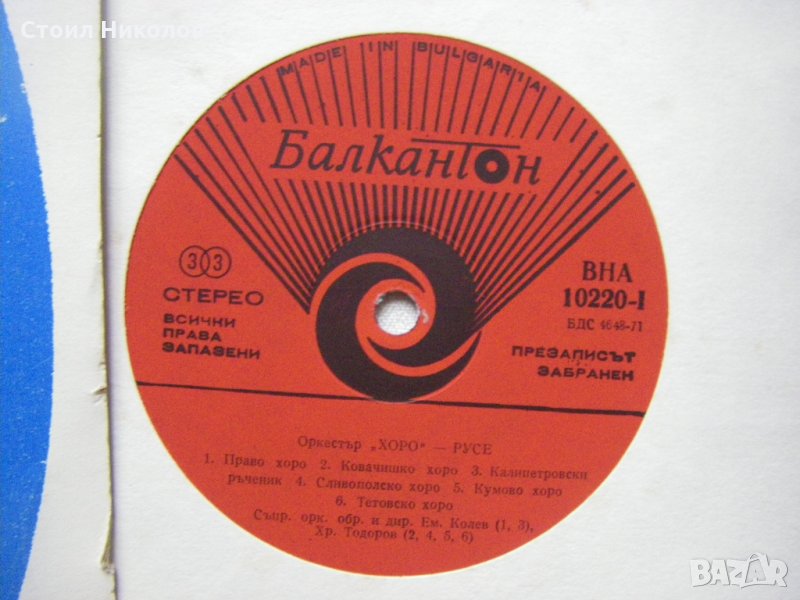 Стоил Николов
MADE IN BULGARIA
Балкантон
33
СТЕРЕО
ВСИЧКИ
ПРАВА
ЗАПАЗЕНИ
ВНА
10220-I
БДС 4648-71
ПРЕЗАПИСЪТ
ЗАБРАНЕН
Оркестър „ХОРО" — РУСЕ
1. Право хоро 2. Ковачишко хоро 3. Калипетровски
ръченик 4. Сливополско хоро 5. Кумово хоро
6. Тетовско хоро
Съпр. орк. обр. и дир. Ем. Колев (1, 3),
Хр. Тодоров (2, 4, 5, 6)
BAZAR